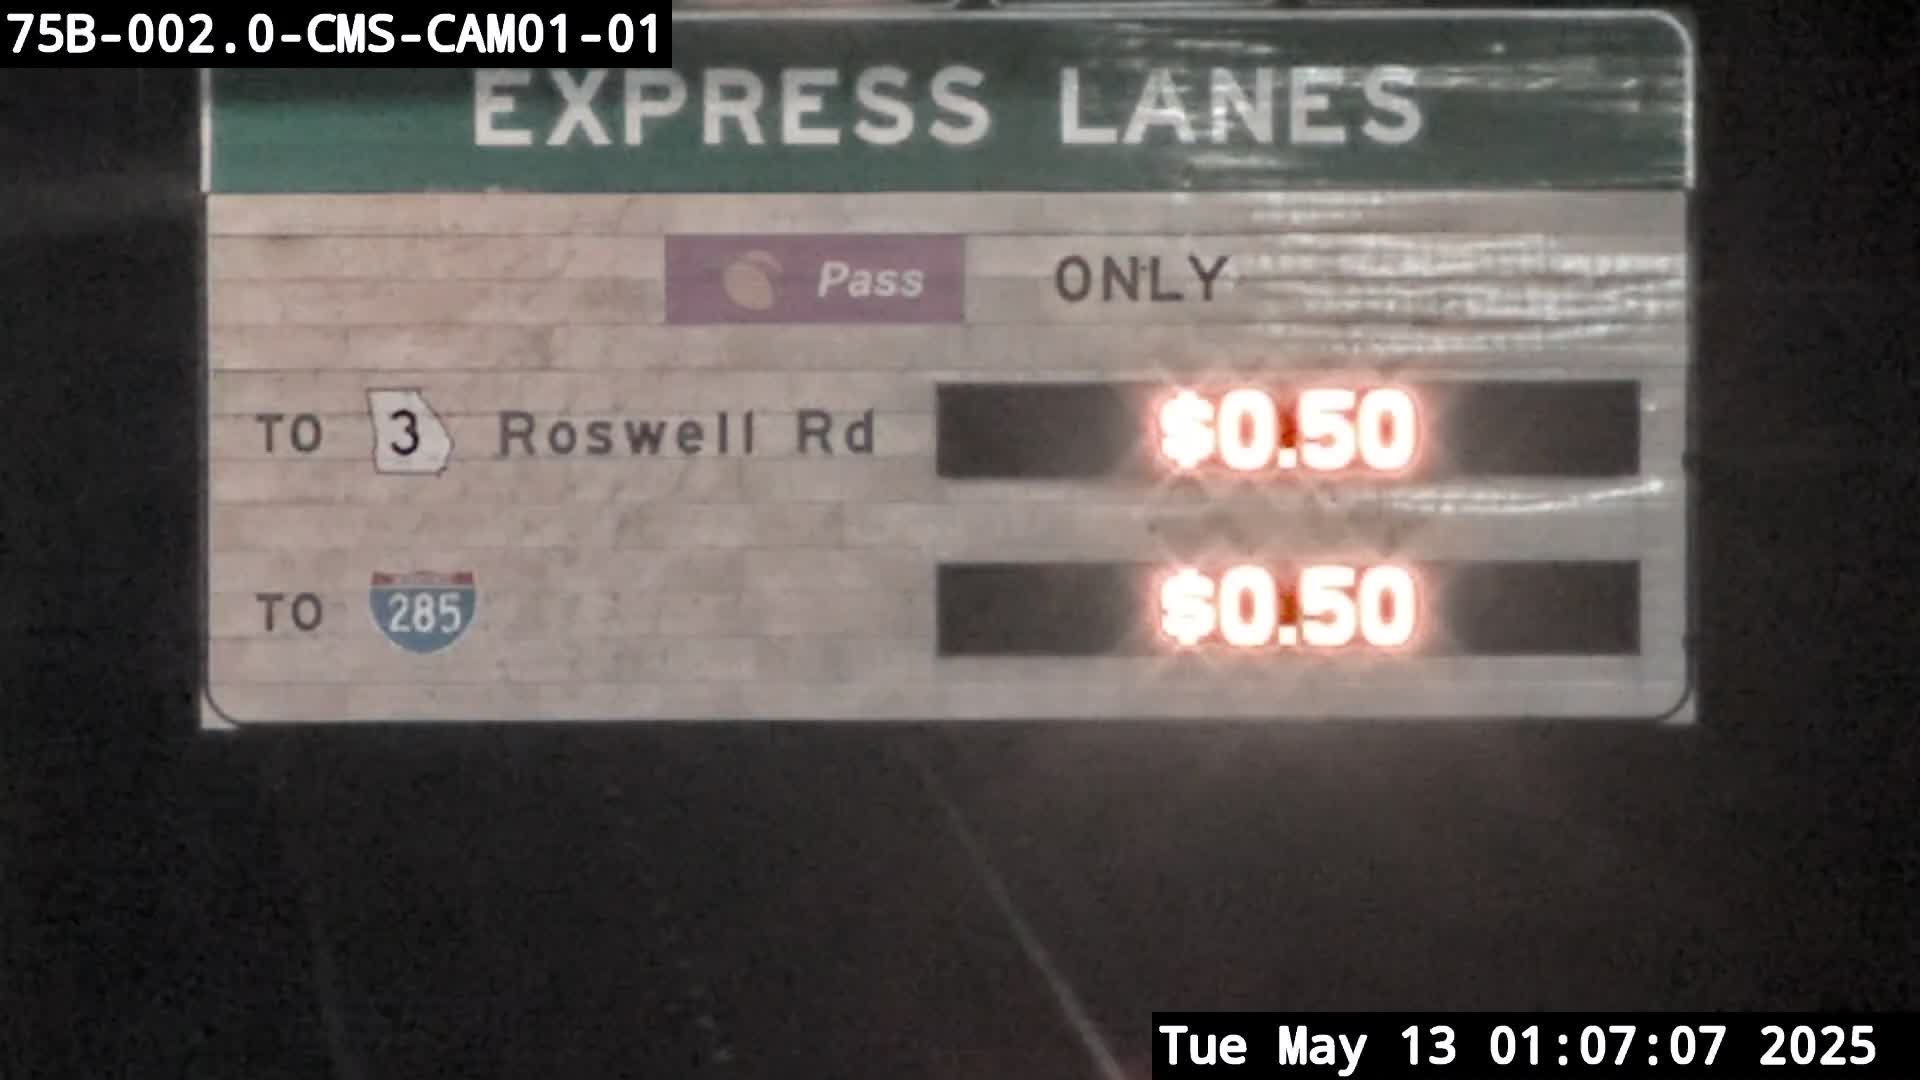 75B-002.0-CMS-CAM01-01
EXPRESS LANES
Pass ONLY
TO 3 Roswell Rd $0.50
TO 285 $0.50
Tue May 13 01:07:07 2025